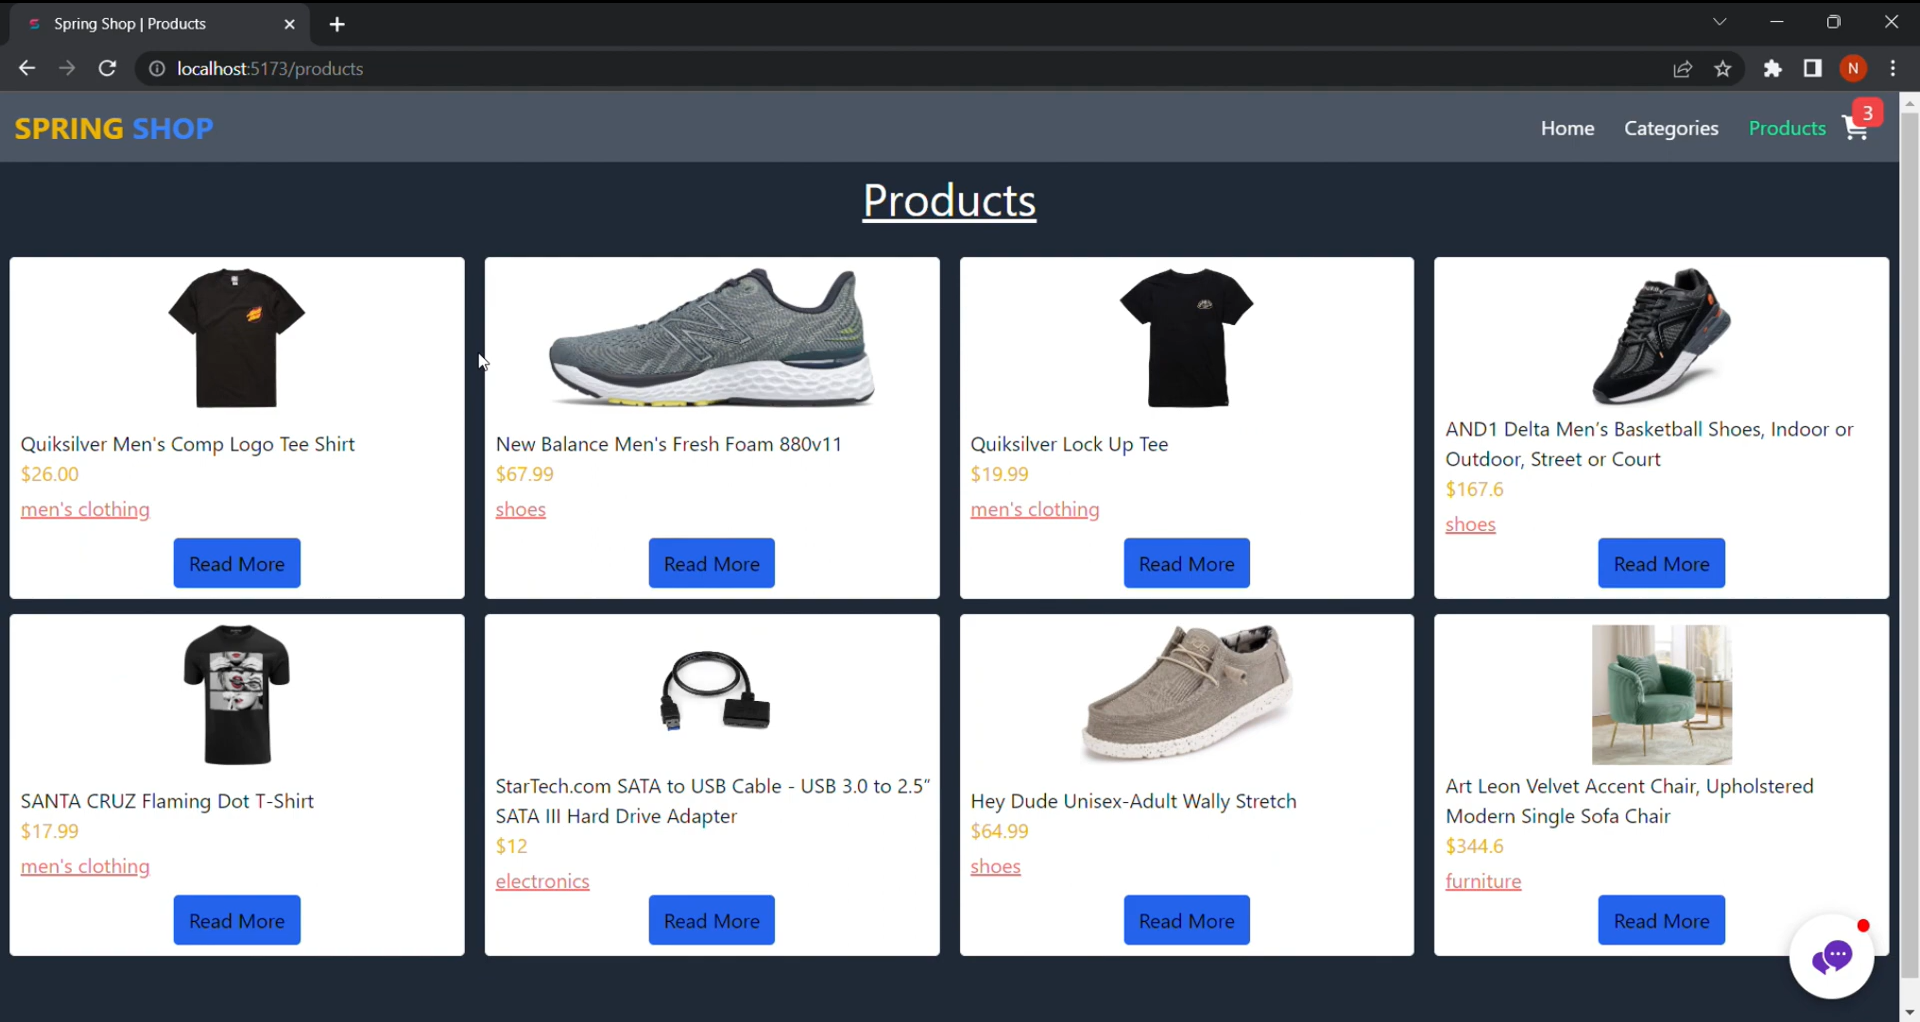 Spring Shop | Products
localhost:5173/products
N
SPRING SHOP
Home
Categories
Products
3
Products
Quiksilver Men's Comp Logo Tee Shirt
$26.00
men's clothing
Read More
New Balance Men's Fresh Foam 880v11
$67.99
shoes
Read More
Quiksilver Lock Up Tee
$19.99
men's clothing
Read More
AND1 Delta Men’s Basketball Shoes, Indoor or
Outdoor, Street or Court
$167.6
shoes
Read More
SANTA CRUZ Flaming Dot T-Shirt
$17.99
men's clothing
Read More
StarTech.com SATA to USB Cable - USB 3.0 to 2.5”
SATA III Hard Drive Adapter
$12
electronics
Read More
Hey Dude Unisex-Adult Wally Stretch
$64.99
shoes
Read More
Art Leon Velvet Accent Chair, Upholstered
Modern Single Sofa Chair
$344.6
furniture
Read More